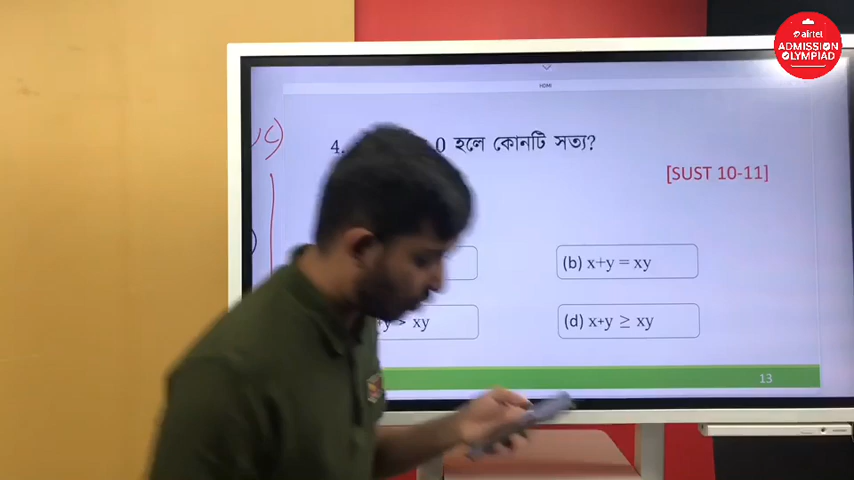 airtel
ADMISSION
OLYMPIAD
HDMI
4. 0 হলে কোনটি সত্য?
[SUST 10-11]
(b) x+y = xy
+y > xy
(d) x+y ≥ xy
13